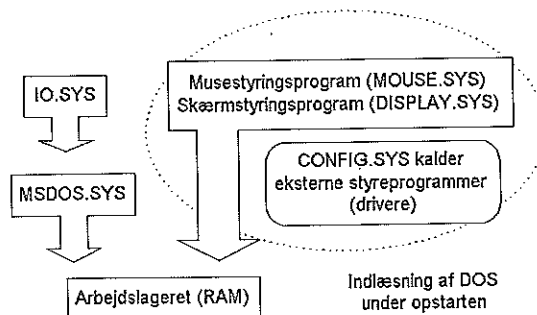 IO.SYS
MSDOS.SYS
Musestyringsprogram (MOUSE.SYS)
Skærmstyringsprogram (DISPLAY.SYS)
CONFIG.SYS kalder
eksterne styreprogrammer
(drivere)
Arbejdslageret (RAM)
Indlæsning af DOS
under opstarten